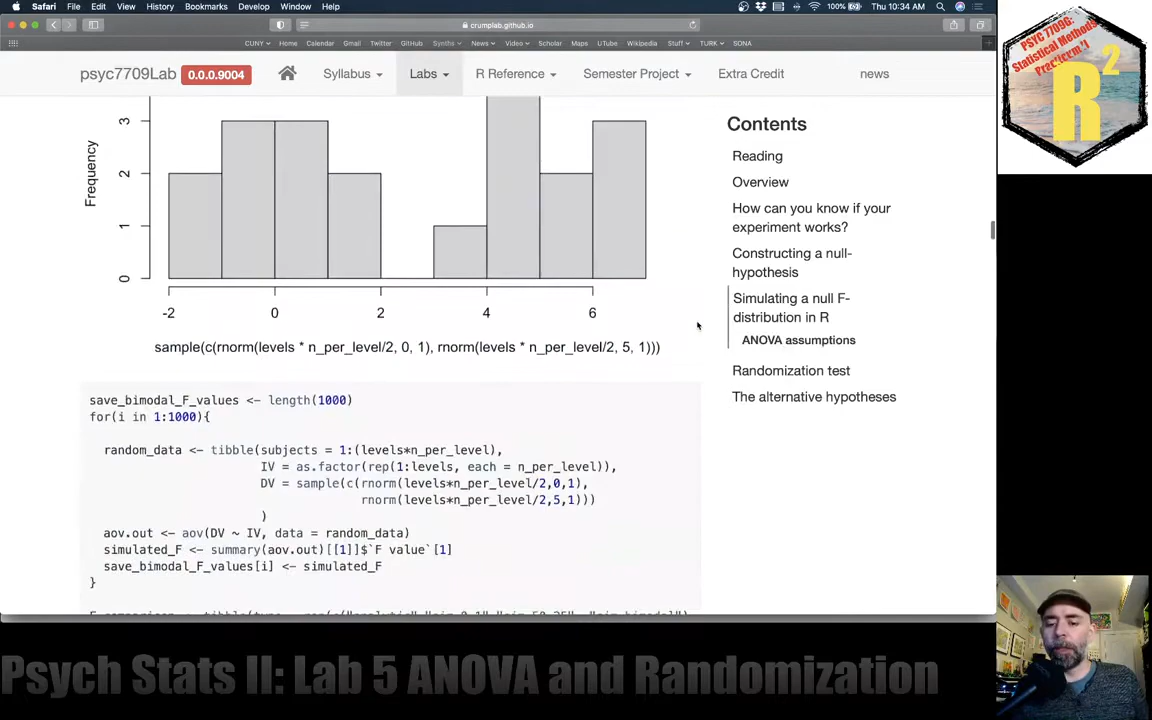 Safari File Edit View History Bookmarks Develop Window Help 100% Thu 10:34 AM
crumplab.github.io
CUNY Home Calendar Gmail Twitter GitHub Synths News Video Scholar Maps UTube Wikipedia Stuff TURK SONA
psyc7709Lab 0.0.0.9004 Syllabus Labs R Reference Semester Project Extra Credit news
PSYC 7709G:
Statistical Methods
Practicum 1
R2
Contents
Reading
Overview
How can you know if your
experiment works?
Constructing a null-
hypothesis
Simulating a null F-
distribution in R
ANOVA assumptions
Randomization test
The alternative hypotheses
Frequency
3
2
1
0
-2 0 2 4 6
sample(c(rnorm(levels * n_per_level/2, 0, 1), rnorm(levels * n_per_level/2, 5, 1)))
save_bimodal_F_values <- length(1000)
for(i in 1:1000){
random_data <- tibble(subjects = 1:(levels*n_per_level),
IV = as.factor(rep(1:levels, each = n_per_level)),
DV = sample(c(rnorm(levels*n_per_level/2,0,1),
rnorm(levels*n_per_level/2,5,1)))
)
aov.out <- aov(DV ~ IV, data = random_data)
simulated_F <- summary(aov.out)[[1]]$`F value`[1]
save_bimodal_F_values[i] <- simulated_F
}
Psych Stats II: Lab 5 ANOVA and Randomization